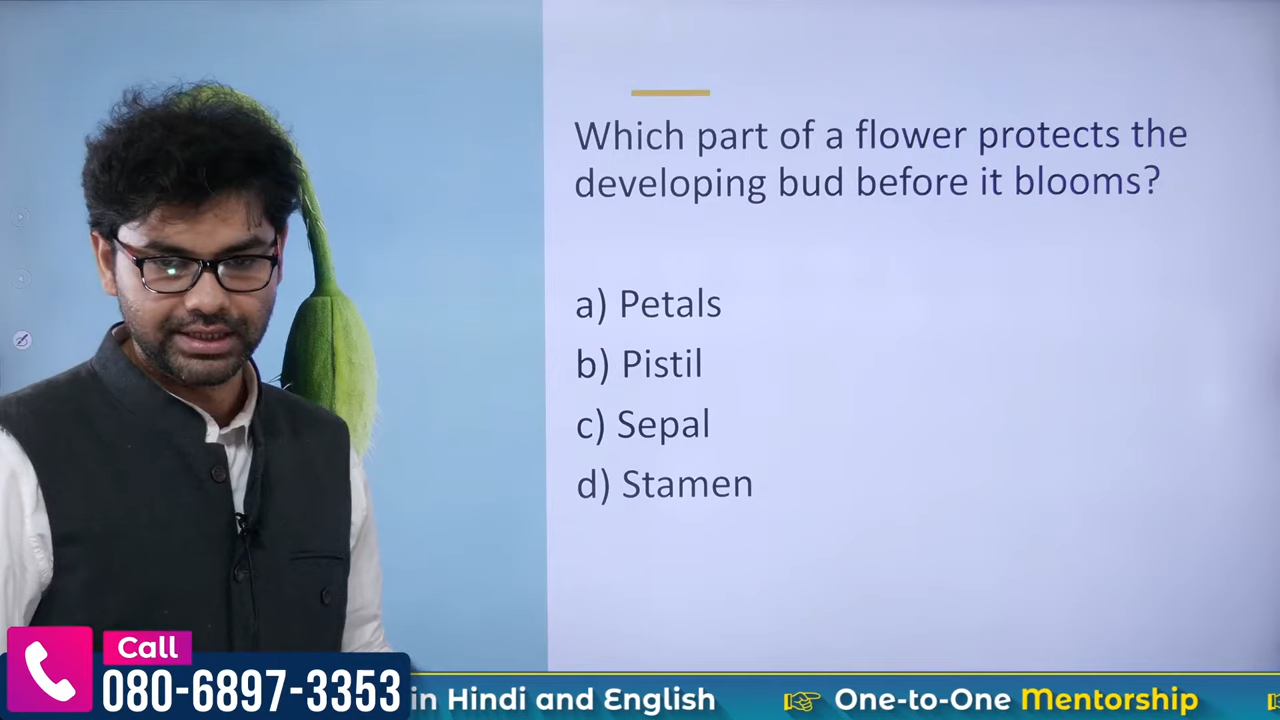 Which part of a flower protects the
developing bud before it blooms?
a) Petals
b) Pistil
c) Sepal
d) Stamen
Call
080-6897-3353
in Hindi and English
One-to-One Mentorship